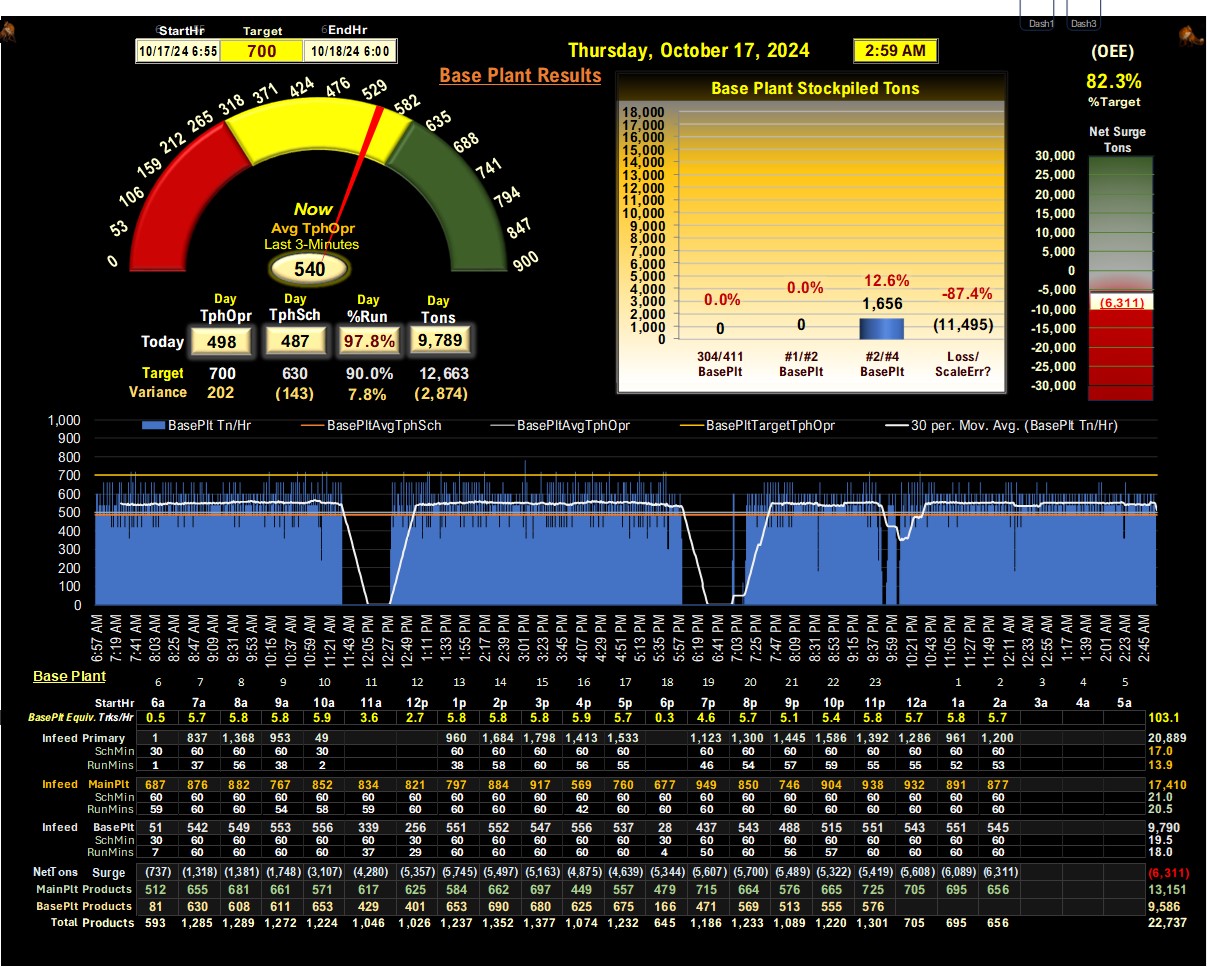 Dash1 Dash3
StartHr Target EndHr
10/17/24 6:55 700 10/18/24 6:00
Thursday, October 17, 2024 2:59 AM
(OEE)
82.3%
%Target
Base Plant Results
0 53 106 159 212 265 318 371 424 476 529 582 635 688 741 794 847 900
Now
Avg TphOpr
Last 3-Minutes
540
Day Day Day Day
TphOpr TphSch %Run Tons
Today 498 487 97.8% 9,789
Target 700 630 90.0% 12,663
Variance 202 (143) 7.8% (2,874)
Base Plant Stockpiled Tons
18,000
17,000
16,000
15,000
14,000
13,000
12,000
11,000
10,000
9,000
8,000
7,000
6,000
5,000
4,000
3,000
2,000
1,000
0
0.0% 0.0% 12.6% -87.4%
0 0 1,656 (11,495)
304/411 #1/#2 #2/#4 Loss/
BasePlt BasePlt BasePlt ScaleErr?
Net Surge
Tons
30,000
25,000
20,000
15,000
10,000
5,000
0
-5,000
(6,311)
-10,000
-15,000
-20,000
-25,000
-30,000
BasePlt Tn/Hr BasePltAvgTphSch BasePltAvgTphOpr BasePltTargetTphOpr 30 per. Mov. Avg. (BasePlt Tn/Hr)
1,000
900
800
700
600
500
400
300
200
100
0
6:57 AM 7:19 AM 7:41 AM 8:03 AM 8:25 AM 8:47 AM 9:09 AM 9:31 AM 9:53 AM 10:15 AM 10:37 AM 10:59 AM 11:21 AM 11:43 AM 12:05 PM 12:27 PM 12:49 PM 1:11 PM 1:33 PM 1:55 PM 2:17 PM 2:39 PM 3:01 PM 3:23 PM 3:45 PM 4:07 PM 4:29 PM 4:51 PM 5:13 PM 5:35 PM 5:57 PM 6:19 PM 6:41 PM 7:03 PM 7:25 PM 7:47 PM 8:09 PM 8:31 PM 8:53 PM 9:15 PM 9:37 PM 9:59 PM 10:21 PM 10:43 PM 11:05 PM 11:27 PM 11:49 PM 12:11 AM 12:33 AM 12:55 AM 1:17 AM 1:39 AM 2:01 AM 2:23 AM 2:45 AM
Base Plant 6 7 8 9 10 11 12 13 14 15 16 17 18 19 20 21 22 23 1 2 3 4 5
StartHr 6a 7a 8a 9a 10a 11a 12p 1p 2p 3p 4p 5p 6p 7p 8p 9p 10p 11p 12a 1a 2a 3a 4a 5a
BasePlt Equiv. Trks/Hr 0.5 5.7 5.8 5.8 5.9 3.6 2.7 5.8 5.8 5.8 5.9 5.7 0.3 4.6 5.7 5.1 5.4 5.8 5.7 5.8 5.7 103.1
Infeed Primary 1 837 1,368 953 49 960 1,684 1,798 1,413 1,533 1,123 1,300 1,445 1,586 1,392 1,286 961 1,200 20,889
SchMin 30 60 60 60 30 60 60 60 60 60 60 60 60 60 60 60 60 60 17.0
RunMins 1 37 56 38 2 38 58 60 56 55 46 54 57 59 55 55 52 53 13.9
Infeed MainPlt 687 876 882 767 852 834 821 797 884 917 569 760 677 949 850 746 904 938 932 891 877 17,410
SchMin 60 60 60 60 60 60 60 60 60 60 60 60 60 60 60 60 60 60 60 60 60 21.0
RunMins 59 60 60 54 58 59 60 60 60 60 42 60 60 60 60 60 60 60 60 60 60 20.5
Infeed BasePlt 51 542 549 553 556 339 256 551 552 547 556 537 28 437 543 488 515 551 543 551 545 9,790
SchMin 30 60 60 60 60 60 30 60 60 60 60 60 30 60 60 60 60 60 60 60 60 19.5
RunMins 7 60 60 60 60 37 29 60 60 60 60 60 4 50 60 56 57 60 60 60 60 18.0
NetTons Surge (737) (1,318) (1,381) (1,748) (3,107) (4,280) (5,357) (5,745) (5,497) (5,163) (4,875) (4,639) (5,344) (5,607) (5,700) (5,489) (5,322) (5,419) (5,608) (6,089) (6,311) (6,311)
MainPlt Products 512 655 681 661 571 617 625 584 662 697 449 557 479 715 664 576 665 725 705 695 656 13,151
BasePlt Products 81 630 608 611 653 429 401 653 690 680 625 675 166 471 569 513 555 576 9,586
Total Products 593 1,285 1,289 1,272 1,224 1,046 1,026 1,237 1,352 1,377 1,074 1,232 645 1,186 1,233 1,089 1,220 1,301 705 695 656 22,737